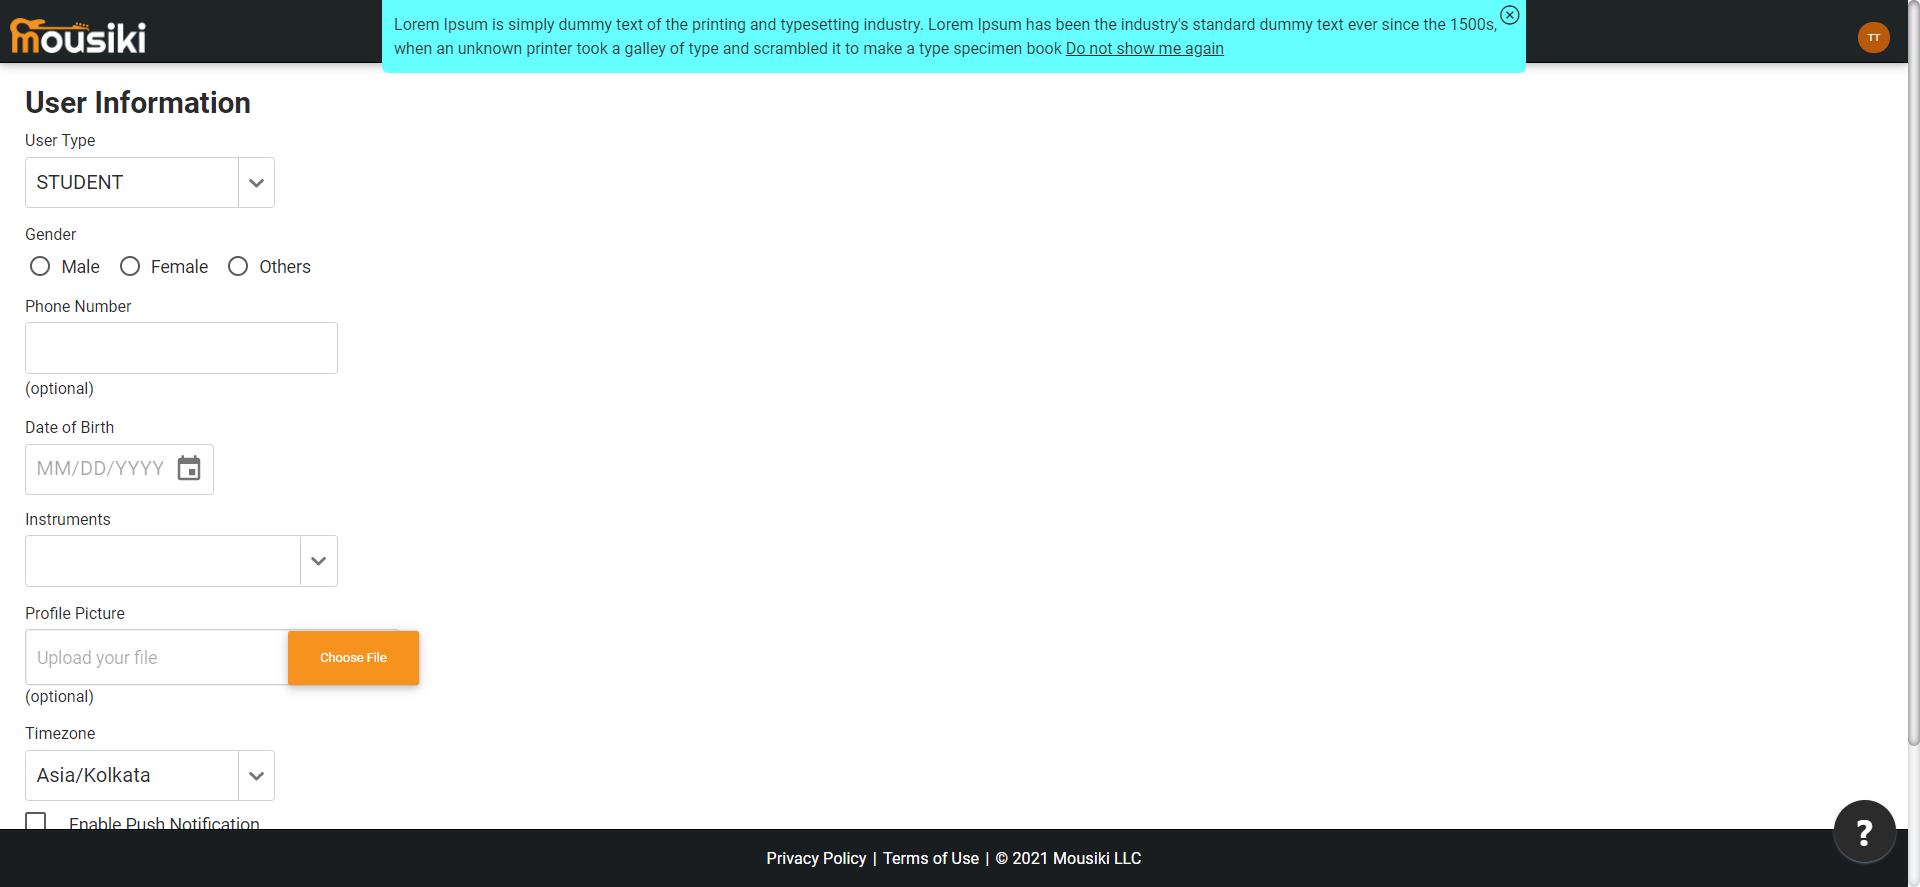 mousiki
Lorem Ipsum is simply dummy text of the printing and typesetting industry. Lorem Ipsum has been the industry's standard dummy text ever since the 1500s,
when an unknown printer took a galley of type and scrambled it to make a type specimen book Do not show me again
TT
User Information
User Type
STUDENT
Gender
Male Female Others
Phone Number
(optional)
Date of Birth
MM/DD/YYYY
Instruments
Profile Picture
Upload your file Choose File
(optional)
Timezone
Asia/Kolkata
Enable Push Notification
?
Privacy Policy | Terms of Use | © 2021 Mousiki LLC